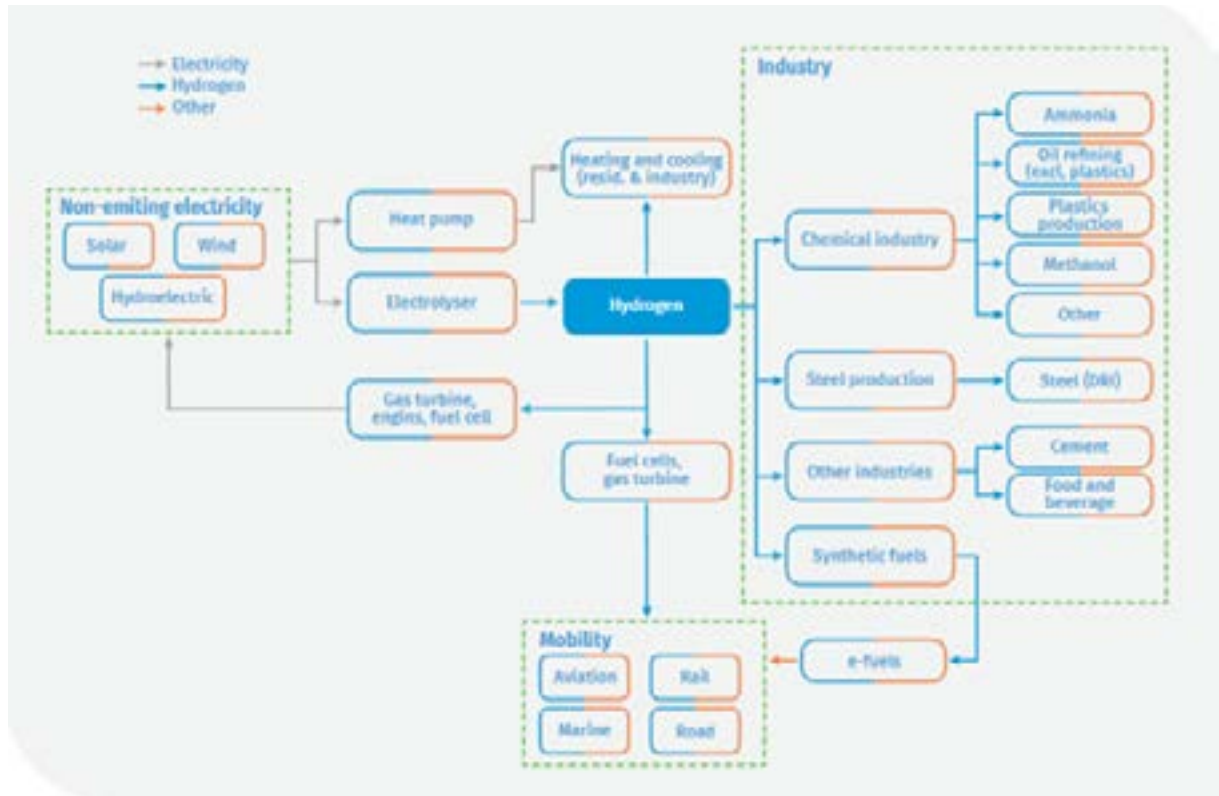 Electricity
Hydrogen
Other
Non-emiting electricity
Solar
Wind
Hydroelectric
Heat pump
Electrolyser
Gas turbine,
engins, fuel cell
Heating and cooling
(resid. & industry)
Hydrogen
Fuel cells,
gas turbine
Mobility
Aviation
Rail
Marine
Road
Industry
Chemical industry
Ammonia
Oil refining
(excl, plastics)
Plastics
production
Methanol
Other
Steel production
Steel (DRI)
Other industries
Cement
Food and
beverage
Synthetic fuels
e-fuels